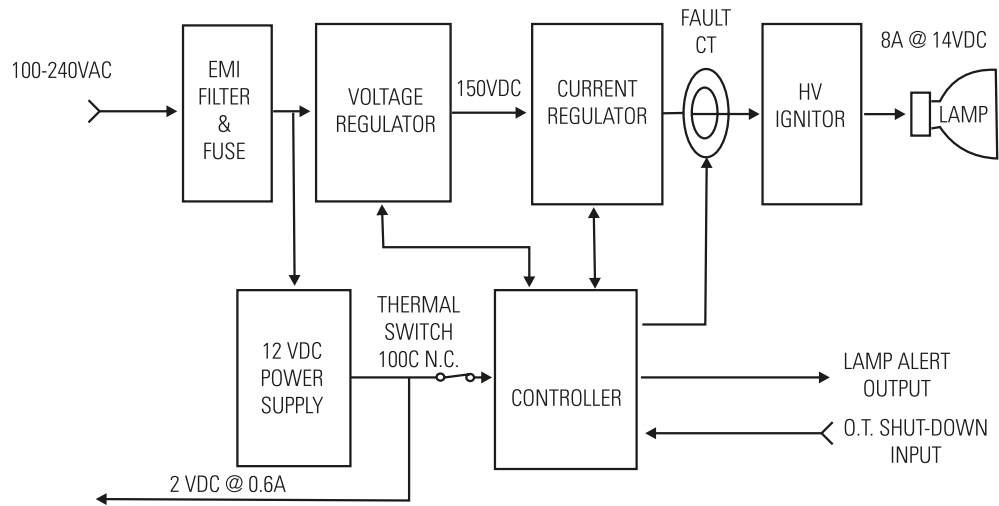 FAULT
CT
8A @ 14VDC
100-240VAC
EMI
FILTER
&
FUSE
VOLTAGE
REGULATOR
150VDC
CURRENT
REGULATOR
HV
IGNITOR
LAMP
THERMAL
SWITCH
100C N.C.
12 VDC
POWER
SUPPLY
CONTROLLER
LAMP ALERT
OUTPUT
O.T. SHUT-DOWN
INPUT
2 VDC @ 0.6A